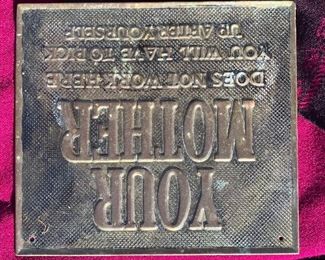 YOUR
MOTHER
DOES NOT WORK HERE
YOU WILL HAVE TO PICK
UP AFTER YOURSELF